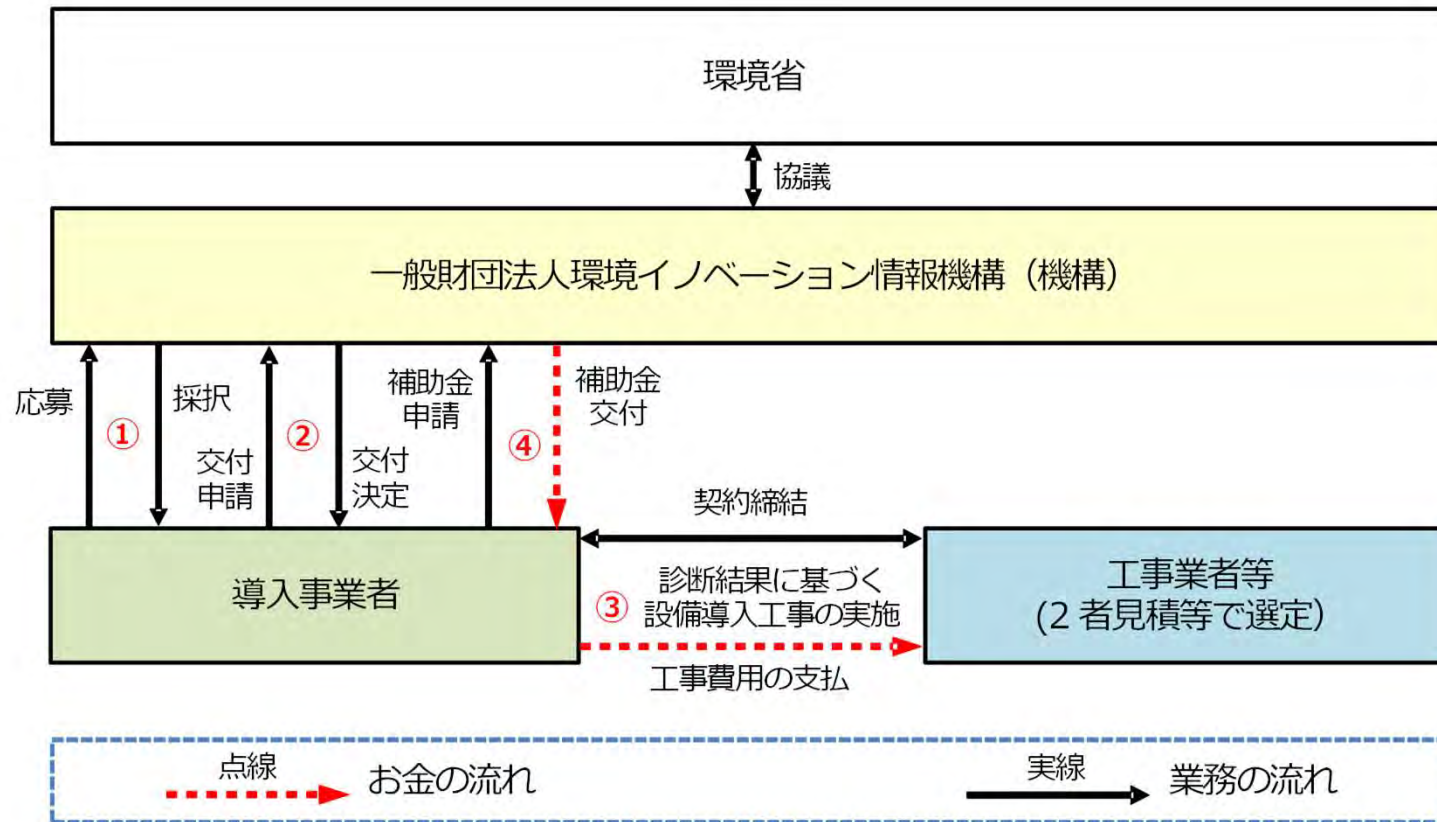 環境省
協議
一般財団法人環境イノベーション情報機構（機構）
応募
①
採択
交付
申請
②
交付
決定
補助金
申請
④
補助金
交付
契約締結
導入事業者
③
診断結果に基づく
設備導入工事の実施
工事費用の支払
工事業者等
(2 者見積等で選定）
点線
お金の流れ
実線
業務の流れ